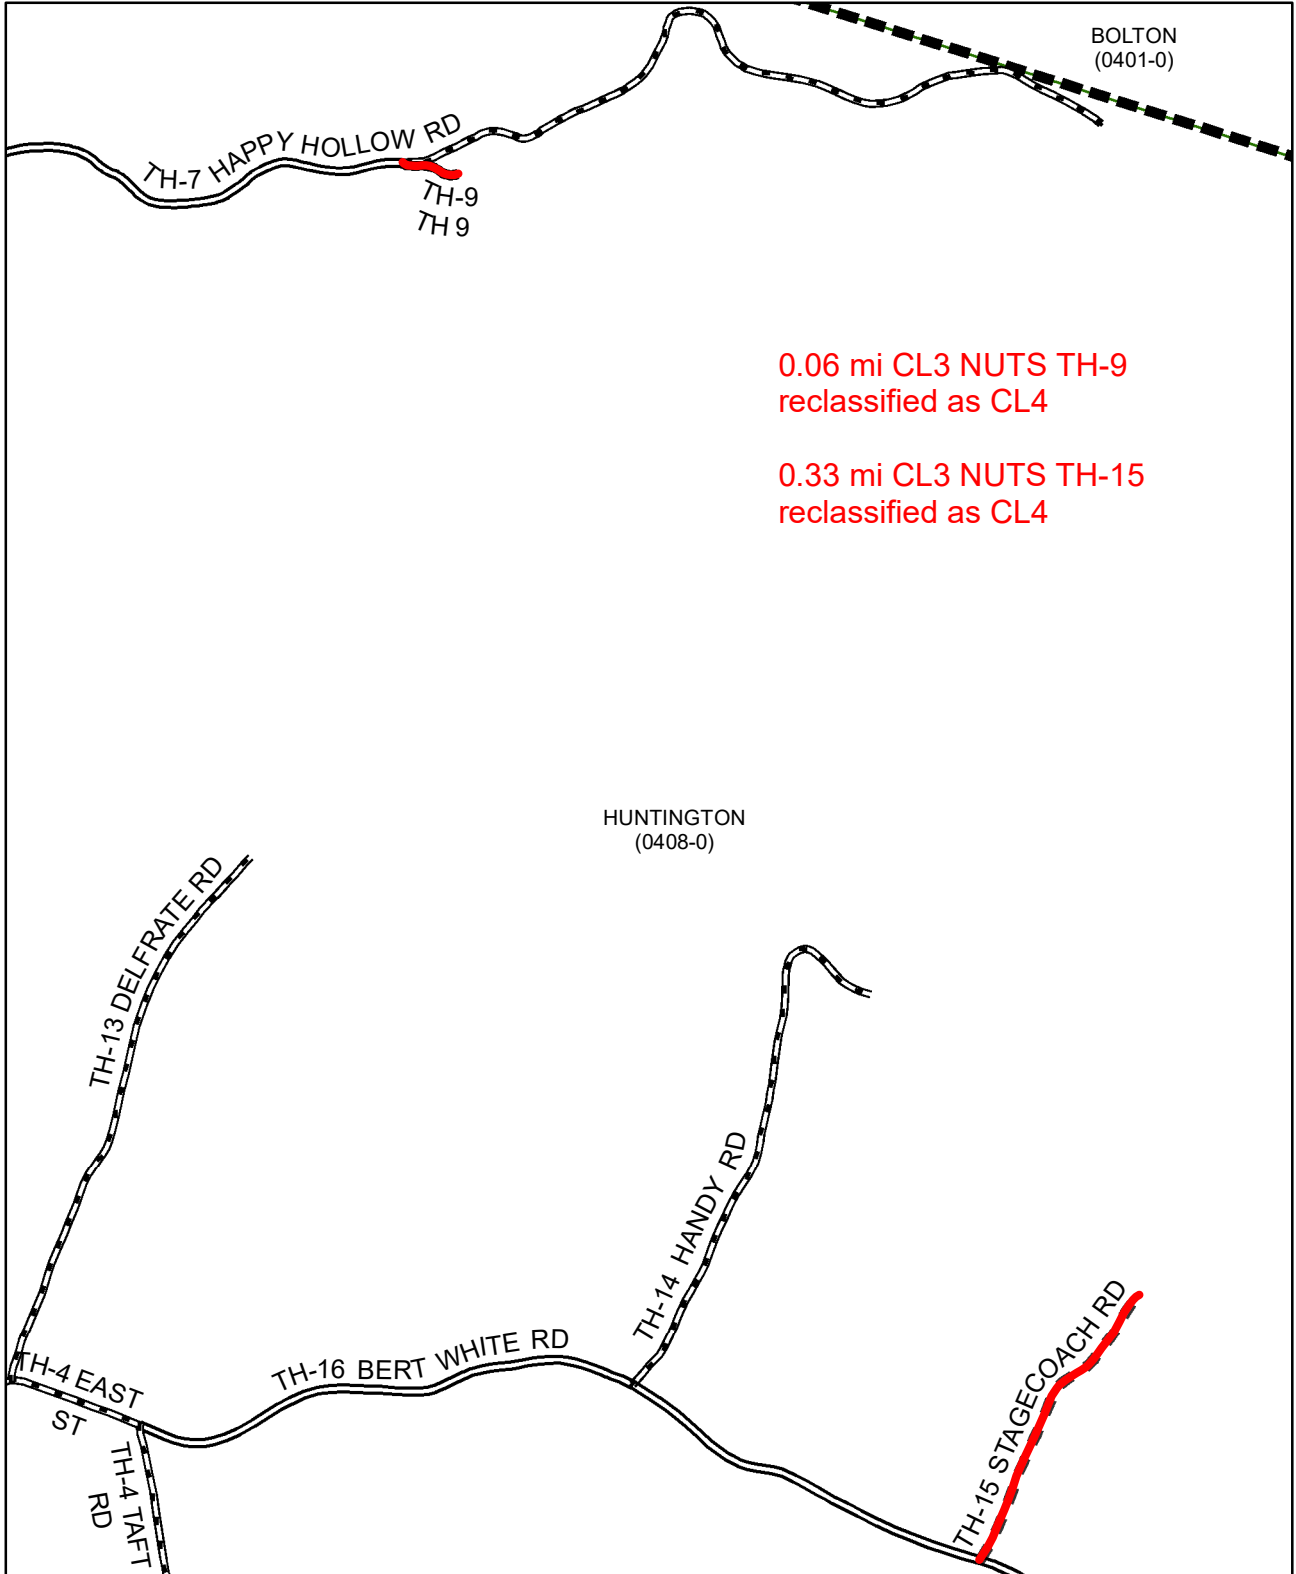 BOLTON
(0401-0)
TH-7 HAPPY HOLLOW RD
TH-9
TH 9
0.06 mi CL3 NUTS TH-9
reclassified as CL4
0.33 mi CL3 NUTS TH-15
reclassified as CL4
HUNTINGTON
(0408-0)
TH-13 DELFRATE RD
TH-14 HANDY RD
TH-15 STAGECOACH RD
TH-16 BERT WHITE RD
TH-4 EAST
ST
TH-4 TAFT
RD